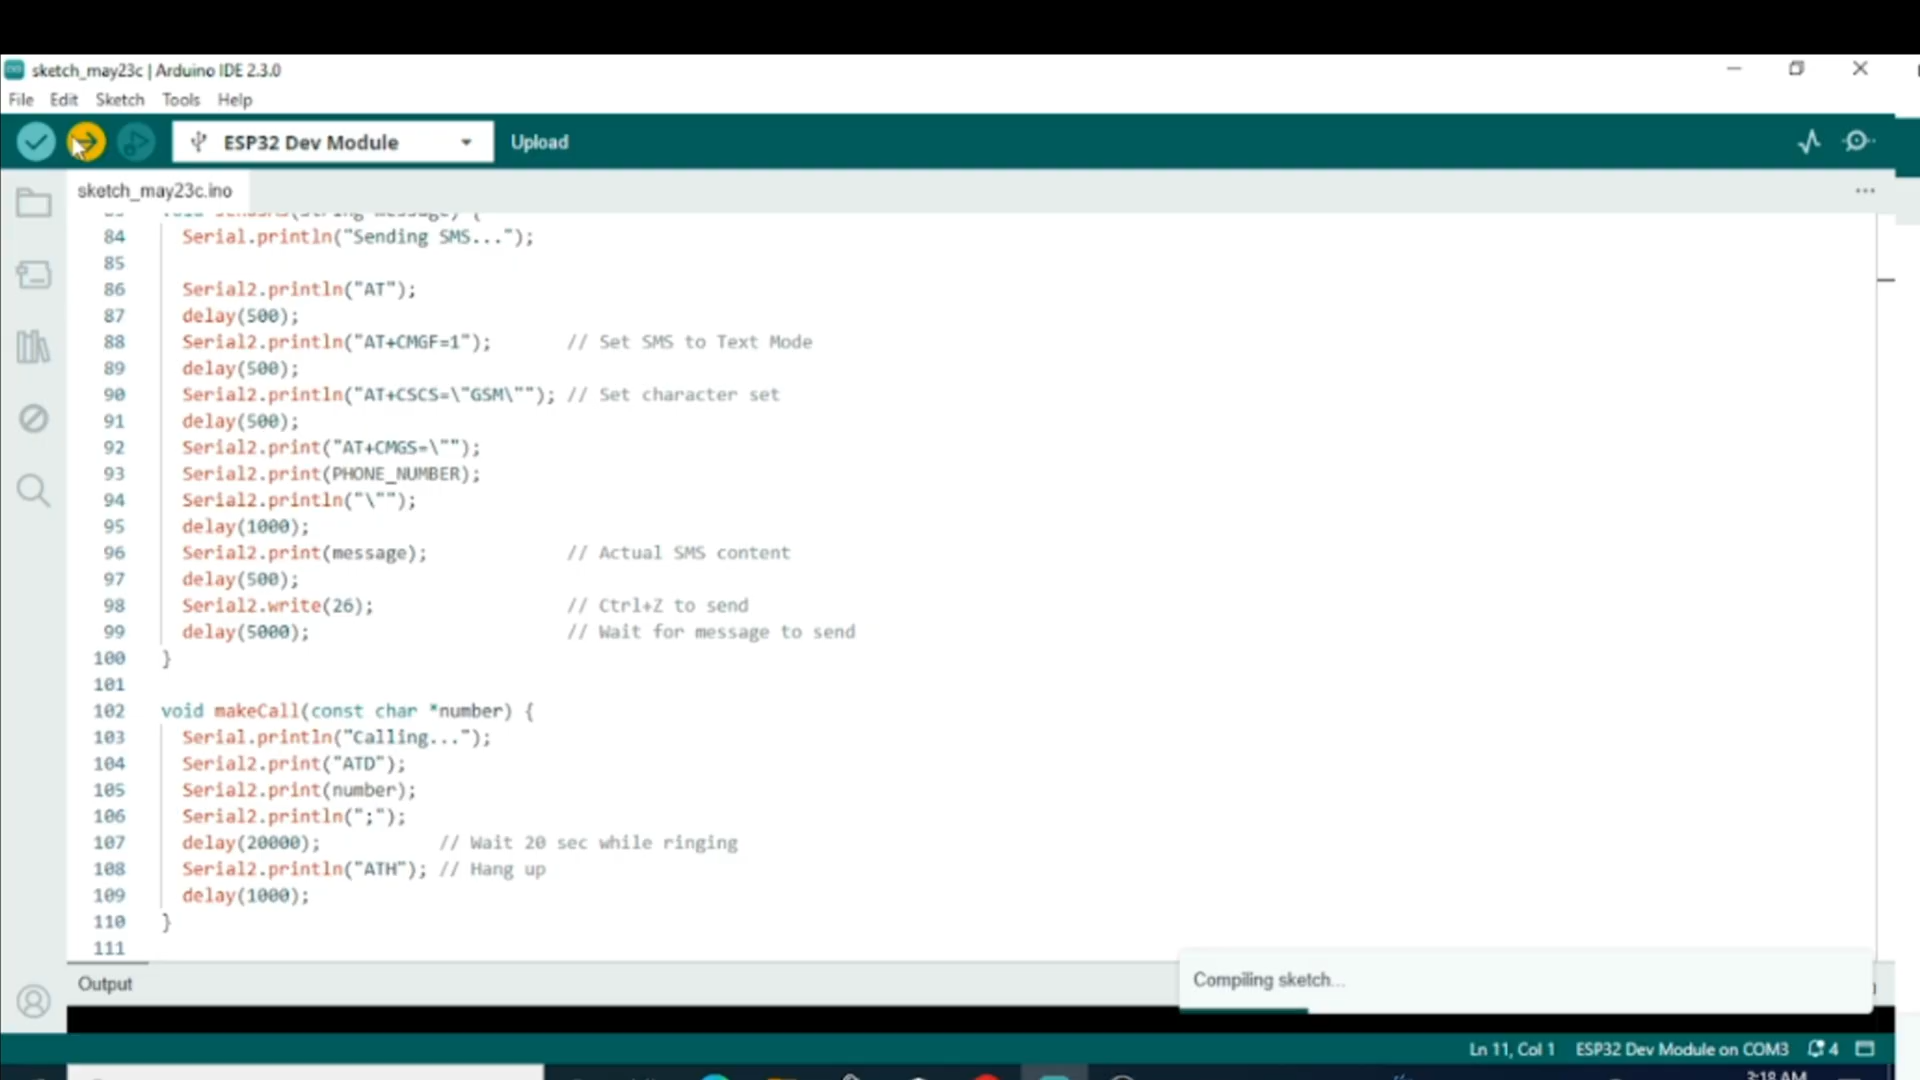 sketch_may23c | Arduino IDE 2.3.0
File Edit Sketch Tools Help
ESP32 Dev Module Upload
sketch_may23c.ino
84 Serial.println("Sending SMS...");
85
86 Serial2.println("AT");
87 delay(500);
88 Serial2.println("AT+CMGF=1"); // Set SMS to Text Mode
89 delay(500);
90 Serial2.println("AT+CSCS=\"GSM\""); // Set character set
91 delay(500);
92 Serial2.print("AT+CMGS=\"");
93 Serial2.print(PHONE_NUMBER);
94 Serial2.println("\"");
95 delay(1000);
96 Serial2.print(message); // Actual SMS content
97 delay(500);
98 Serial2.write(26); // Ctrl+Z to send
99 delay(5000); // Wait for message to send
100 }
101
102 void makeCall(const char *number) {
103 Serial.println("Calling...");
104 Serial2.print("ATD");
105 Serial2.print(number);
106 Serial2.println(";");
107 delay(20000); // Wait 20 sec while ringing
108 Serial2.println("ATH"); // Hang up
109 delay(1000);
110 }
111
Output
Compiling sketch...
Ln 11, Col 1 ESP32 Dev Module on COM3 4